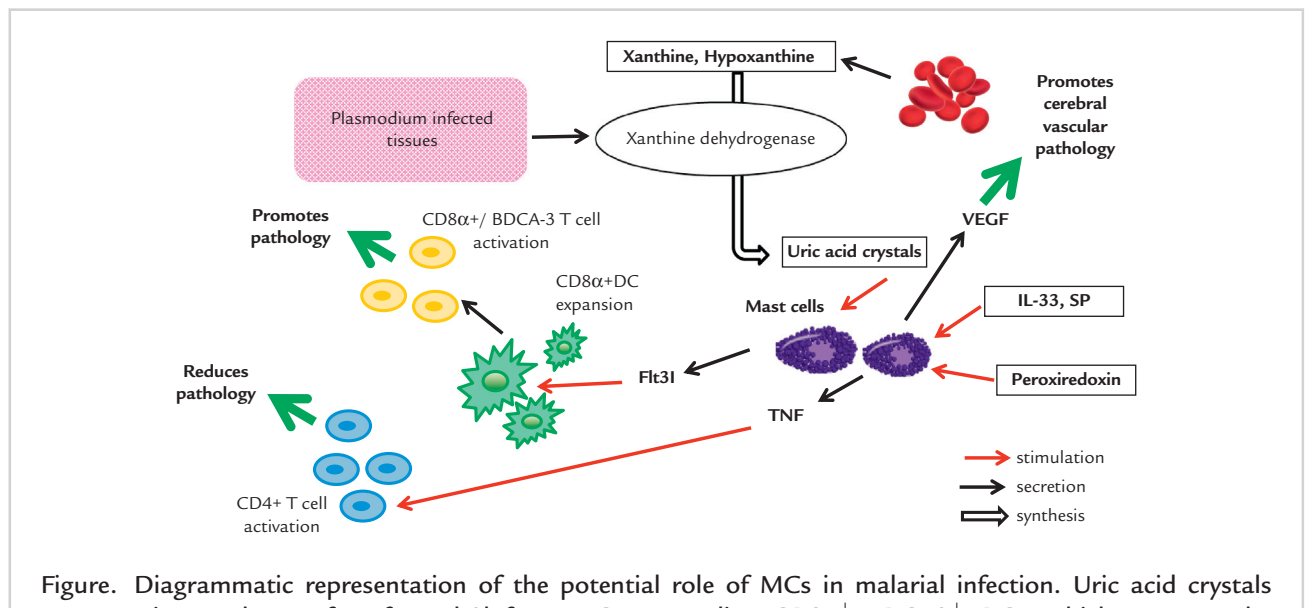 Xanthine, Hypoxanthine
Promotes
cerebral
vascular
pathology
Plasmodium infected
tissues
Xanthine dehydrogenase
Promotes
pathology
CD8α+/ BDCA-3 T cell
activation
VEGF
Uric acid crystals
CD8α+DC
expansion
Mast cells
IL-33, SP
Reduces
pathology
Flt3l
Peroxiredoxin
TNF
stimulation
secretion
synthesis
CD4+ T cell
activation
Figure. Diagrammatic representation of the potential role of MCs in malarial infection. Uric acid crystals